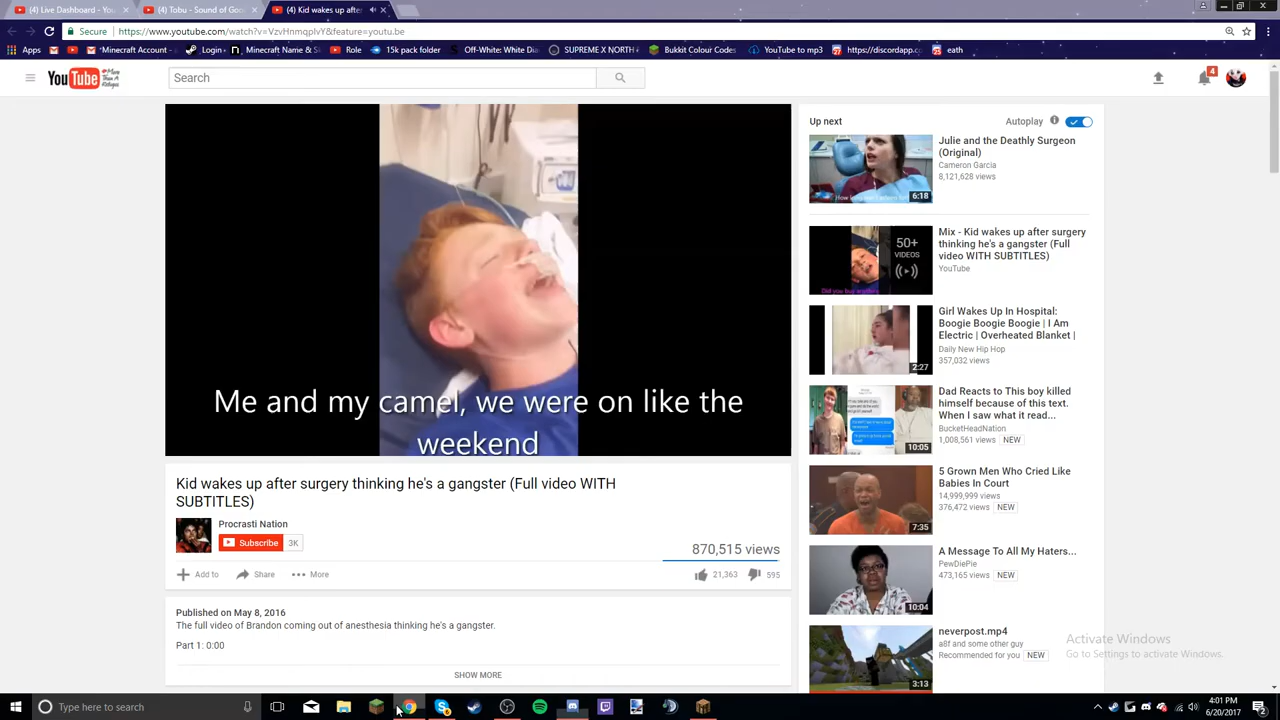 (4) Live Dashboard - You
(4) Kid wakes up after
Secure
https://www.youtube.com/watch?v=VzvHnmqplvY&feature=youtu.be
Apps
*Minecraft Account -
Login
Minecraft Name & Sk
Role
15k pack folder
Off-White: White Dia
SUPREME X NORTH
Bukkit Colour Codes
YouTube to mp3
https://discordapp.c
eath
YouTube
Search
4
Me and my camel, we were on like the
weekend
Kid wakes up after surgery thinking he's a gangster (Full video WITH
SUBTITLES)
Procrasti Nation
Subscribe 3K
870,515 views
Add to
Share
More
21,363
595
Published on May 8, 2016
The full video of Brandon coming out of anesthesia thinking he's a gangster.
Part 1: 0:00
SHOW MORE
Up next
Autoplay
Julie and the Deathly Surgeon
(Original)
Cameron Garcia
8,121,628 views
6:18
Mix - Kid wakes up after surgery
thinking he's a gangster (Full
video WITH SUBTITLES)
YouTube
50+
VIDEOS
Did you buy anything
Girl Wakes Up In Hospital:
Boogie Boogie Boogie | I Am
Electric | Overheated Blanket |
Daily New Hip Hop
357,032 views
2:27
Dad Reacts to This boy killed
himself because of this text.
When I saw what it read...
BucketHeadNation
1,008,561 views NEW
10:05
5 Grown Men Who Cried Like
Babies In Court
14,999,999 views
376,472 views NEW
7:35
A Message To All My Haters...
PewDiePie
473,165 views NEW
10:04
neverpost.mp4
a8f and some other guy
Recommended for you NEW
3:13
Activate Windows
Go to Settings to activate Windows.
Type here to search
4:01 PM
6/20/2017
2